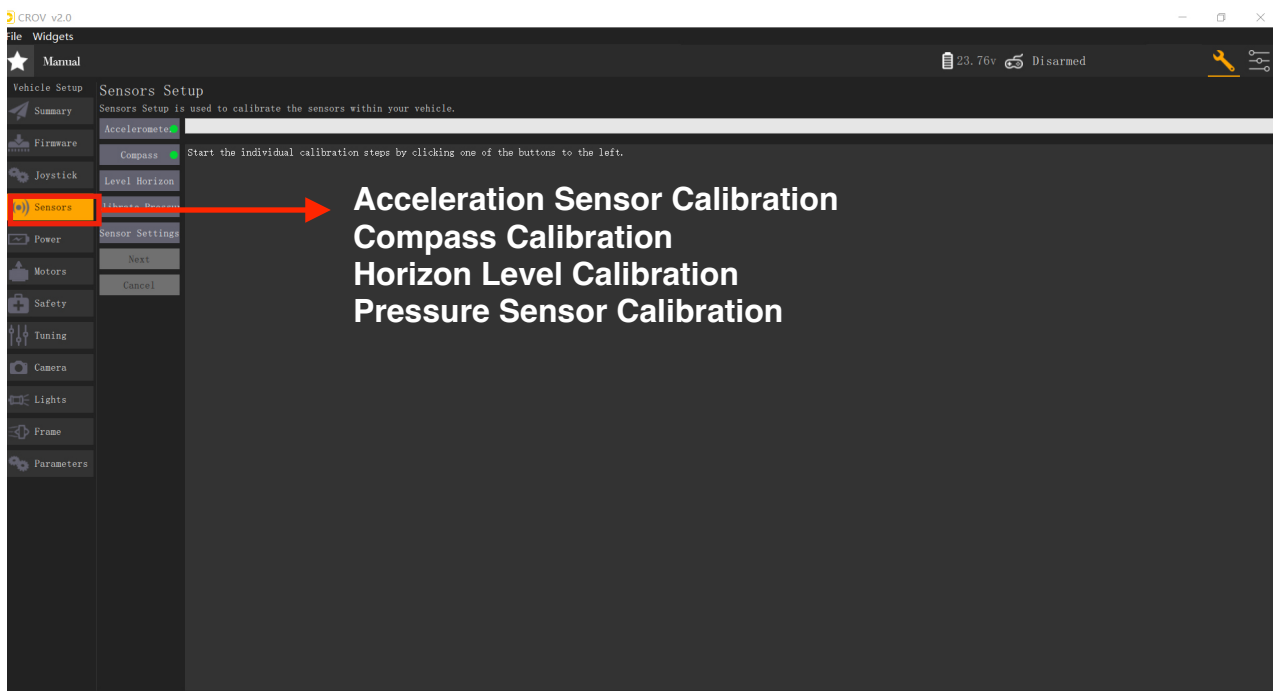 CROV v2.0
File Widgets
Manual
23.76v Disarmed
Vehicle Setup
Summary
Firmware
Joystick
Sensors
Power
Motors
Safety
Tuning
Camera
Lights
Frame
Parameters
Sensors Setup
Sensors Setup is used to calibrate the sensors within your vehicle.
Acceleromete
Compass
Level Horizon
librate Pressu
Sensor Settings
Next
Cancel
Start the individual calibration steps by clicking one of the buttons to the left.
Acceleration Sensor Calibration
Compass Calibration
Horizon Level Calibration
Pressure Sensor Calibration